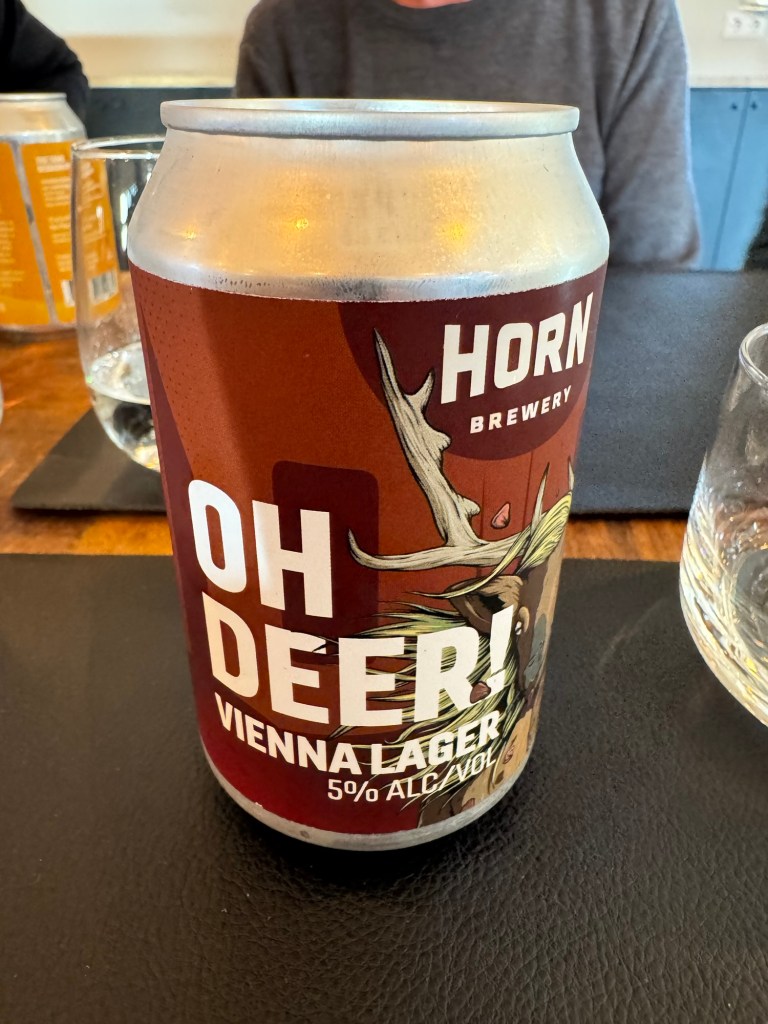 HORN
BREWERY
OH
DEER!
VIENNA LAGER
5% ALC/VOL